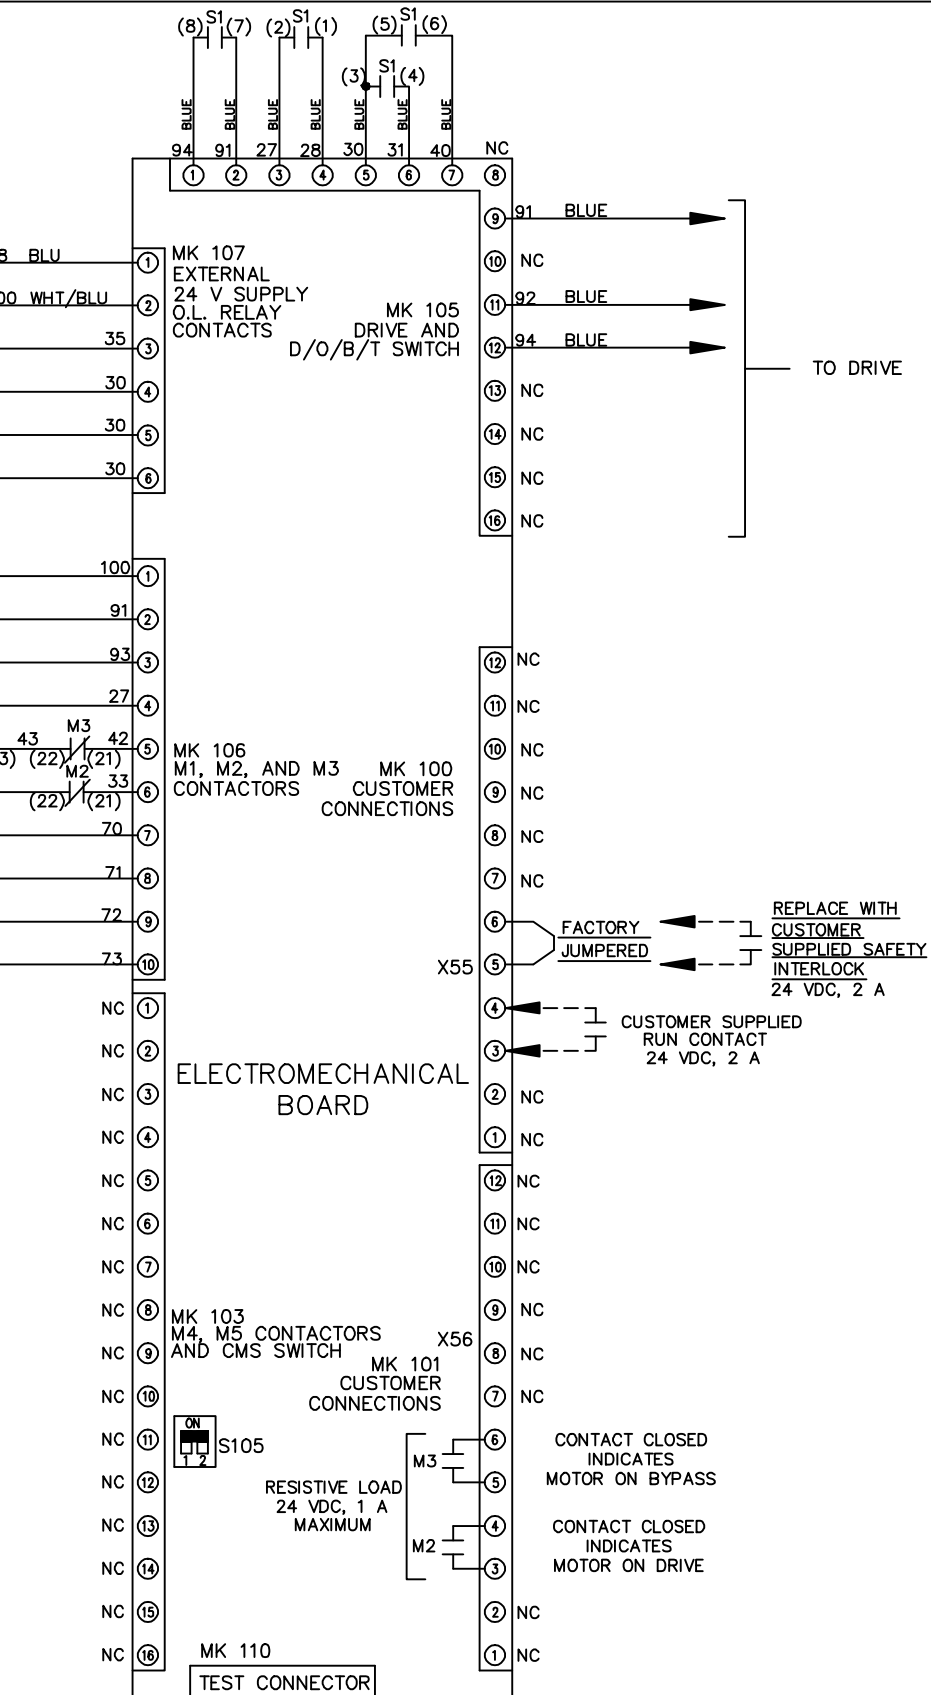 (8) S1 (7) (2) S1 (1) (5) S1 (6)
(3) S1 (4)
BLUE BLUE BLUE BLUE BLUE BLUE BLUE
94 91 27 28 30 31 40 NC
1 2 3 4 5 6 7 8
9 91 BLUE
10 NC
11 92 BLUE
12 94 BLUE
13 NC
14 NC
15 NC
16 NC
TO DRIVE
MK 105
DRIVE AND
D/O/B/T SWITCH
8 BLU 1
00 WHT/BLU 2
35 3
30 4
30 5
30 6
MK 107
EXTERNAL
24 V SUPPLY
O.L. RELAY
CONTACTS
100 1
91 2
93 3
27 4
43 M3 42 5
3) (22) (21)
M2 33 6
(22) (21)
70 7
71 8
72 9
73 10
MK 106
M1, M2, AND M3
CONTACTORS
MK 100
CUSTOMER
CONNECTIONS
12 NC
11 NC
10 NC
9 NC
8 NC
7 NC
6
X55 5
4
3
2 NC
1 NC
FACTORY
JUMPERED
REPLACE WITH
CUSTOMER
SUPPLIED SAFETY
INTERLOCK
24 VDC, 2 A
CUSTOMER SUPPLIED
RUN CONTACT
24 VDC, 2 A
ELECTROMECHANICAL
BOARD
NC 1
NC 2
NC 3
NC 4
NC 5
NC 6
NC 7
NC 8
NC 9
NC 10
NC 11
NC 12
NC 13
NC 14
NC 15
NC 16
MK 103
M4, M5 CONTACTORS
AND CMS SWITCH
ON
1 2
S105
12 NC
11 NC
10 NC
9 NC
X56
8 NC
7 NC
MK 101
CUSTOMER
CONNECTIONS
6
M3
5
4
M2
3
2 NC
1 NC
RESISTIVE LOAD
24 VDC, 1 A
MAXIMUM
CONTACT CLOSED
INDICATES
MOTOR ON BYPASS
CONTACT CLOSED
INDICATES
MOTOR ON DRIVE
MK 110
TEST CONNECTOR